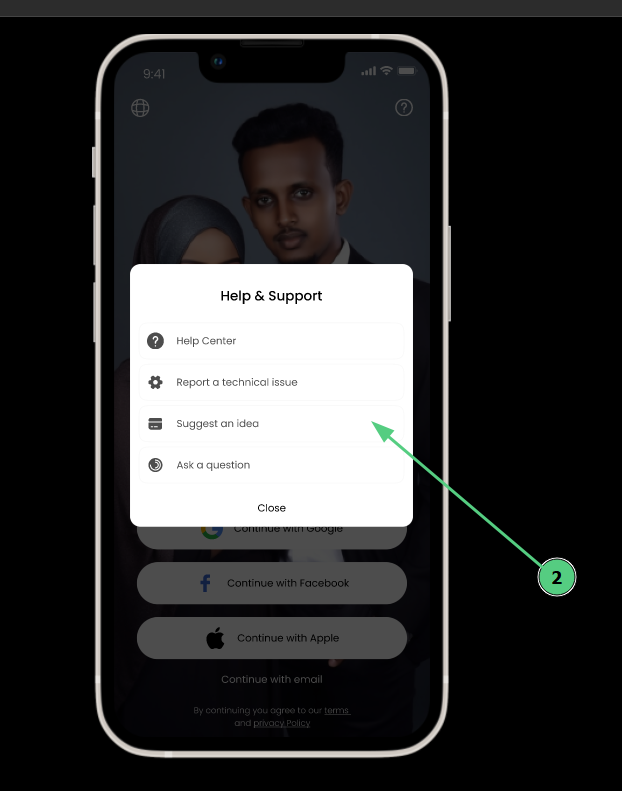 9:41
Help & Support
Help Center
Report a technical issue
Suggest an idea
Ask a question
Close
Continue with Google
2
Continue with Facebook
Continue with Apple
Continue with email
By continuing you agree to our terms
and privacy Policy